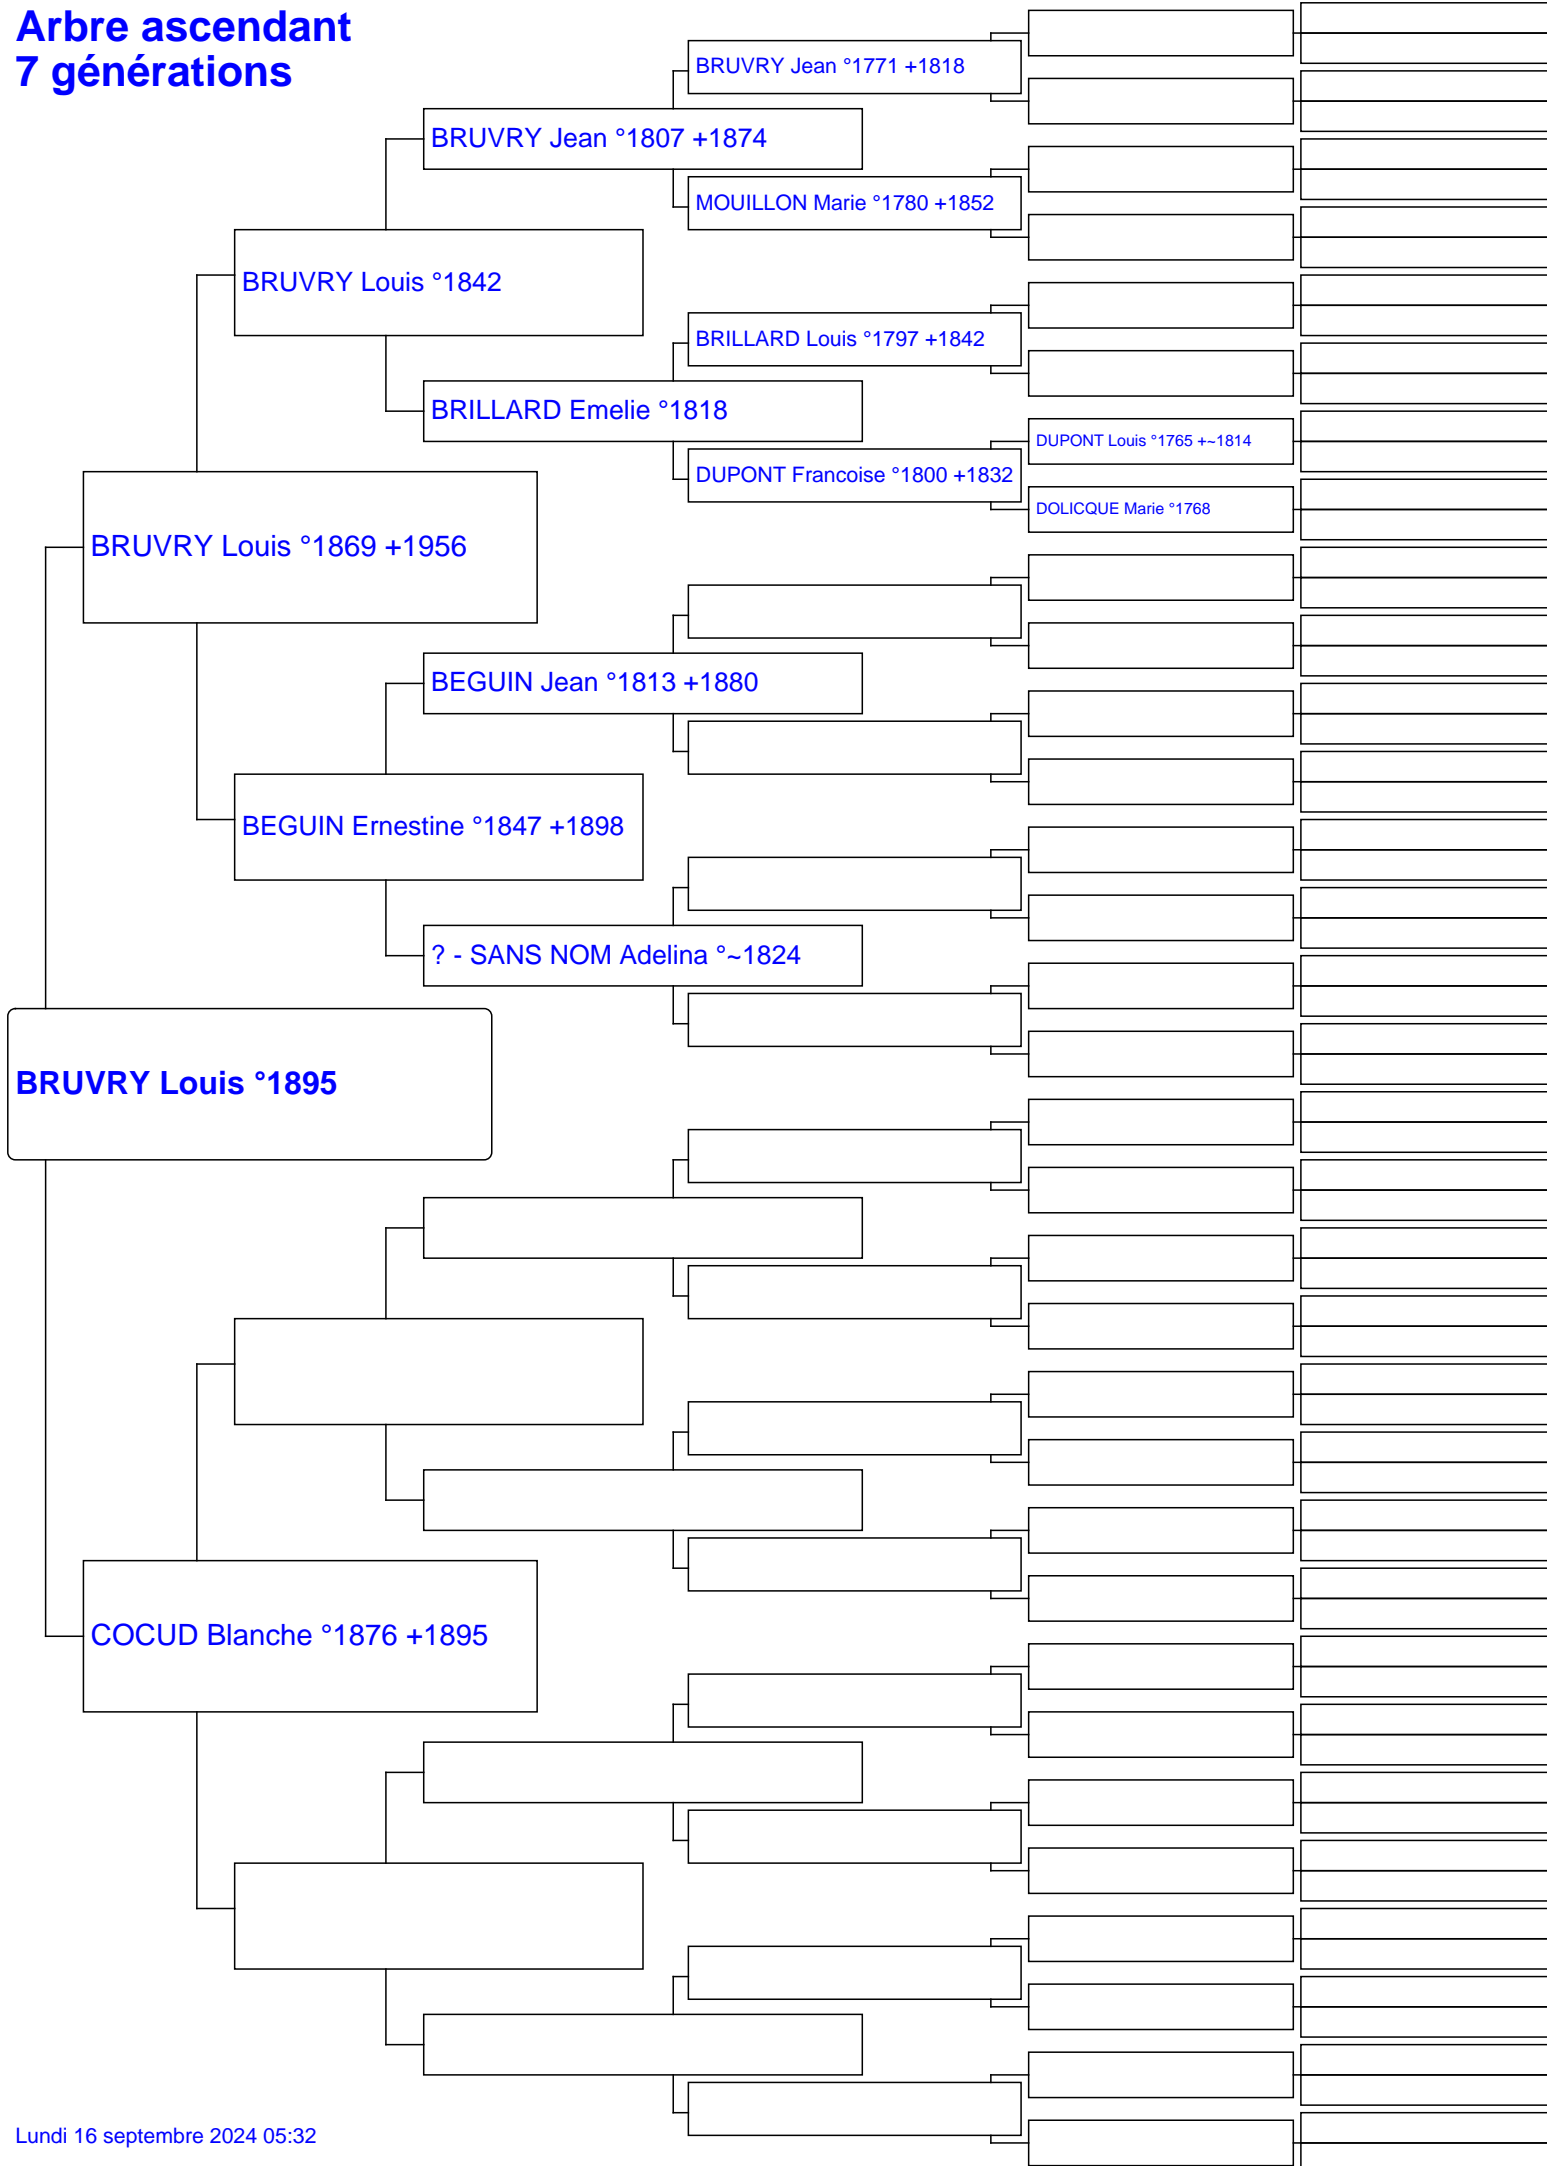 Arbre ascendant
7 générations
BRUVRY Jean °1771 +1818
BRUVRY Jean °1807 +1874
MOUILLON Marie °1780 +1852
BRUVRY Louis °1842
BRILLARD Louis °1797 +1842
BRILLARD Emelie °1818
DUPONT Louis °1765 +~1814
DUPONT Francoise °1800 +1832
DOLICQUE Marie °1768
BRUVRY Louis °1869 +1956
BEGUIN Jean °1813 +1880
BEGUIN Ernestine °1847 +1898
? - SANS NOM Adelina °~1824
BRUVRY Louis °1895
COCUD Blanche °1876 +1895
Lundi 16 septembre 2024 05:32